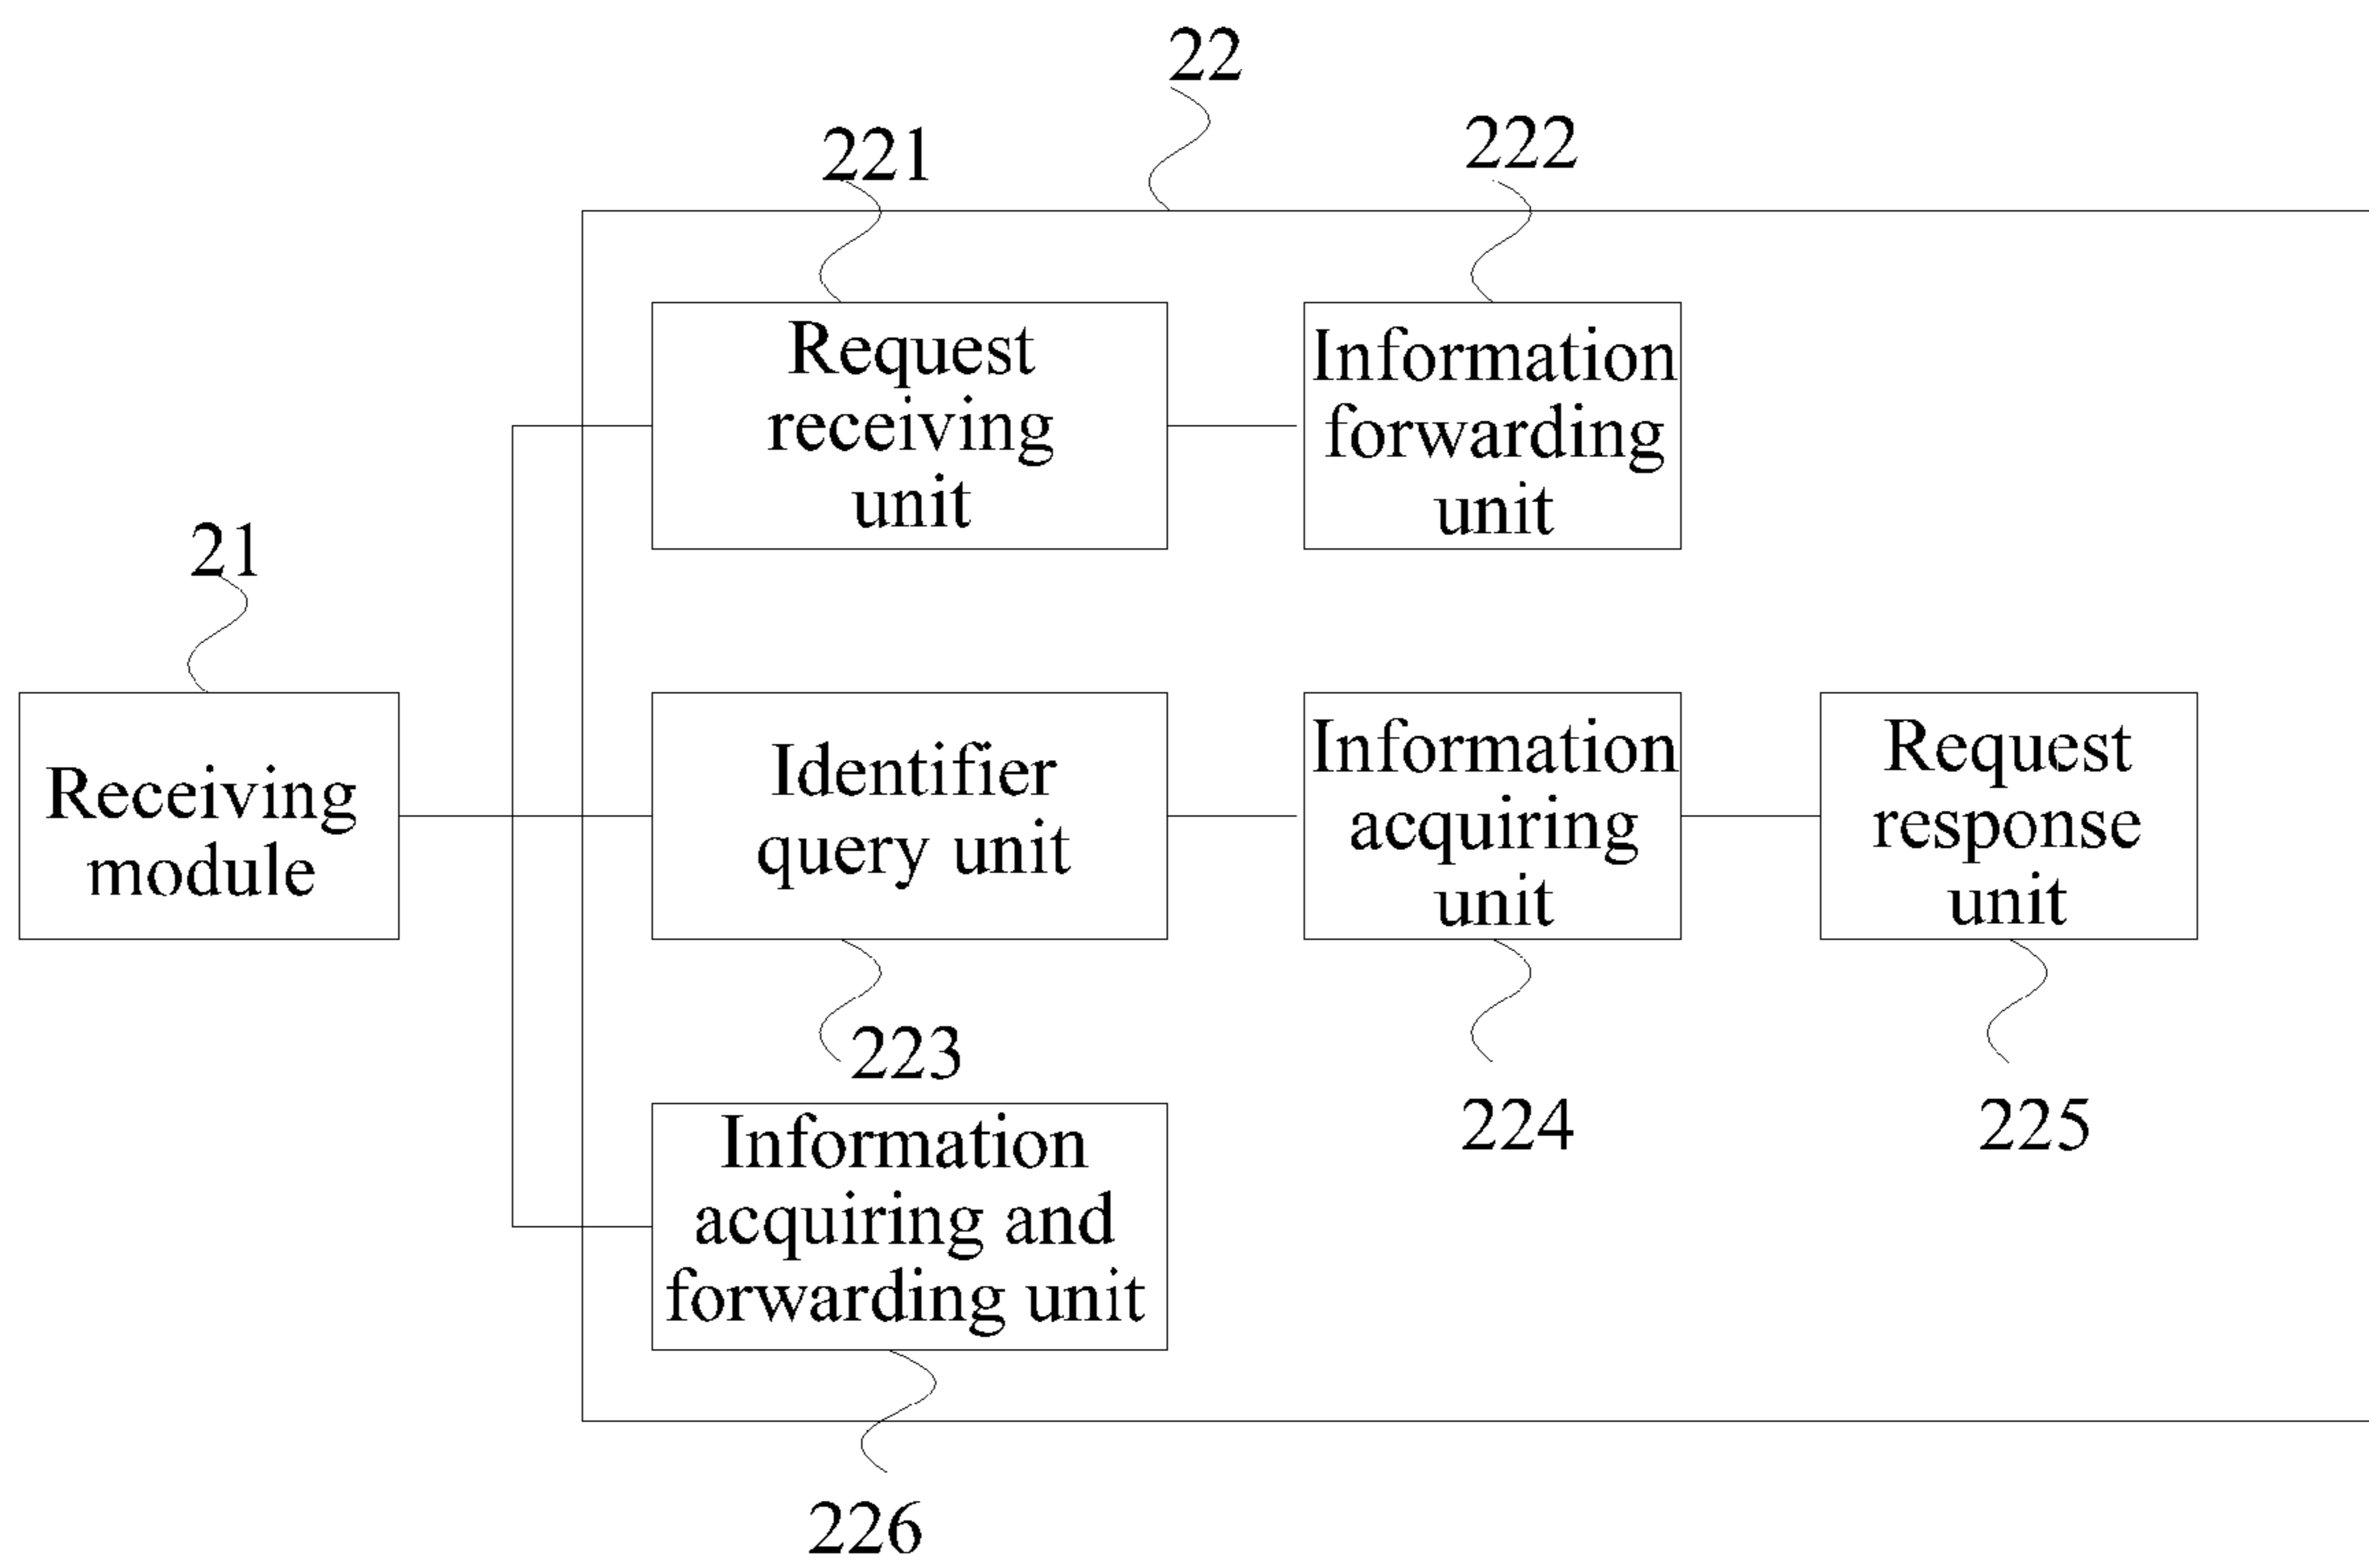 22
221
222
Request
receiving
unit
Information
forwarding
unit
21
Receiving
module
Identifier
query unit
Information
acquiring
unit
Request
response
unit
223
224
225
Information
acquiring and
forwarding unit
226